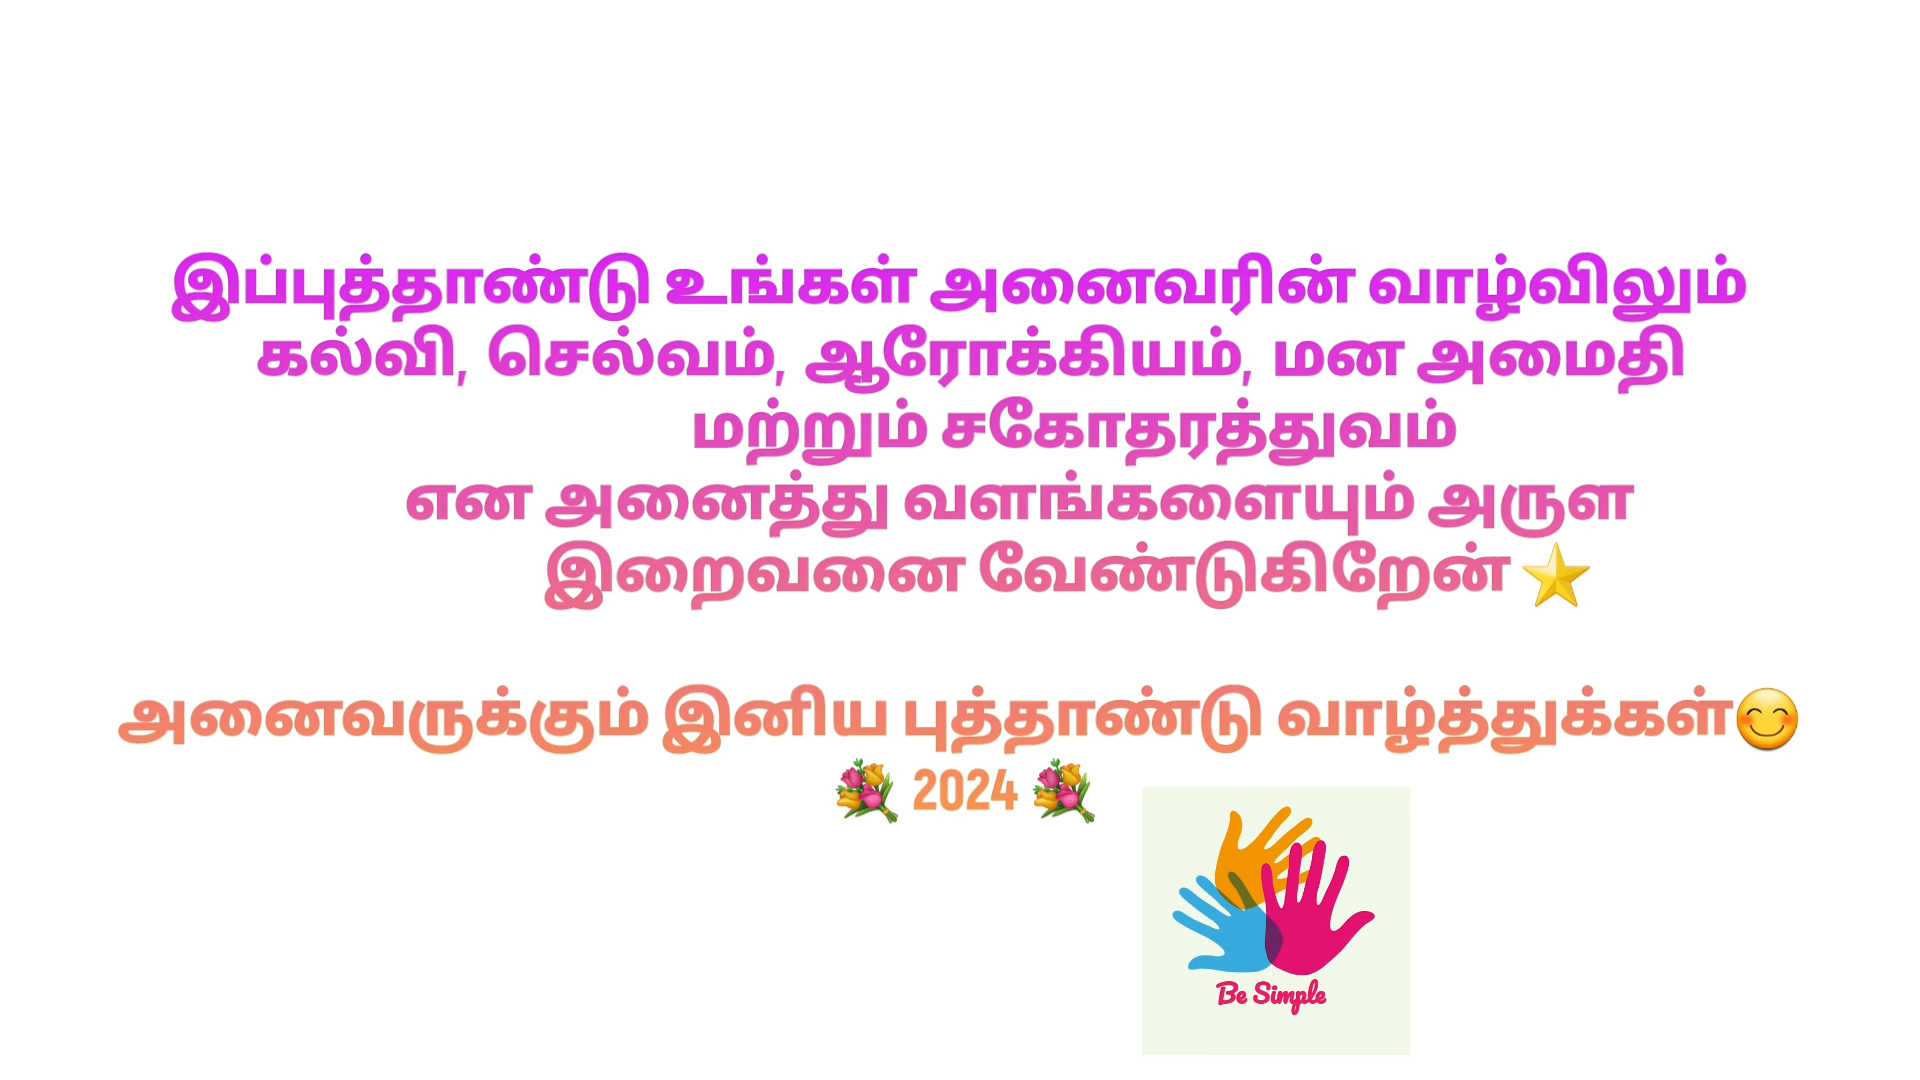 இப்புத்தாண்டு உங்கள் அனைவரின் வாழ்விலும்
கல்வி, செல்வம், ஆரோக்கியம், மன அமைதி
மற்றும் சகோதரத்துவம்
என அனைத்து வளங்களையும் அருள
இறைவனை வேண்டுகிறேன் ⭐
அனைவருக்கும் இனிய புத்தாண்டு வாழ்த்துக்கள்😊
💐 2024 💐
Be Simple